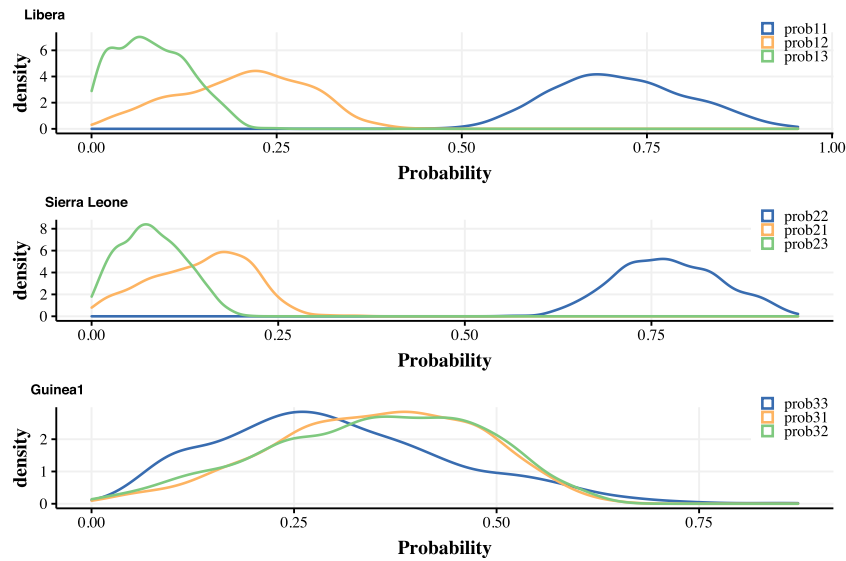 Libera
prob11
prob12
prob13
density
6
4
2
0
0.00 0.25 0.50 0.75 1.00
Probability
Sierra Leone
prob22
prob21
prob23
density
8
6
4
2
0
0.00 0.25 0.50 0.75
Probability
Guinea1
prob33
prob31
prob32
density
2
1
0
0.00 0.25 0.50 0.75
Probability